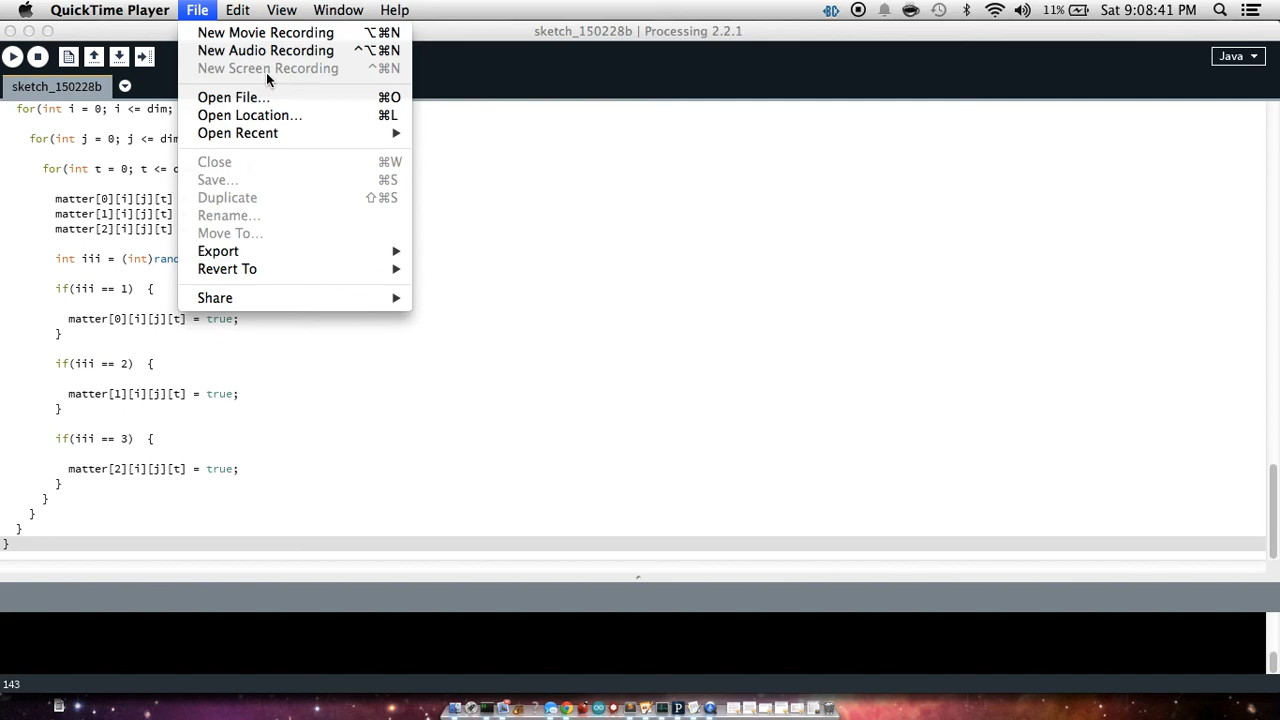 QuickTime Player File Edit View Window Help 11% Sat 9:08:41 PM
sketch_150228b | Processing 2.2.1
Java
sketch_150228b
New Movie Recording ⌥⌘N
New Audio Recording ^⌥⌘N
New Screen Recording ^⌘N
Open File... ⌘O
Open Location... ⌘L
Open Recent
Close ⌘W
Save... ⌘S
Duplicate ⇧⌘S
Rename...
Move To...
Export
Revert To
Share
for(int i = 0; i <= dim;
for(int j = 0; j <= dim
for(int t = 0; t <= d
matter[0][i][j][t]
matter[1][i][j][t]
matter[2][i][j][t]
int iii = (int)ran
if(iii == 1) {
matter[0][i][j][t] = true;
}
if(iii == 2) {
matter[1][i][j][t] = true;
}
if(iii == 3) {
matter[2][i][j][t] = true;
}
}
}
}
}
143